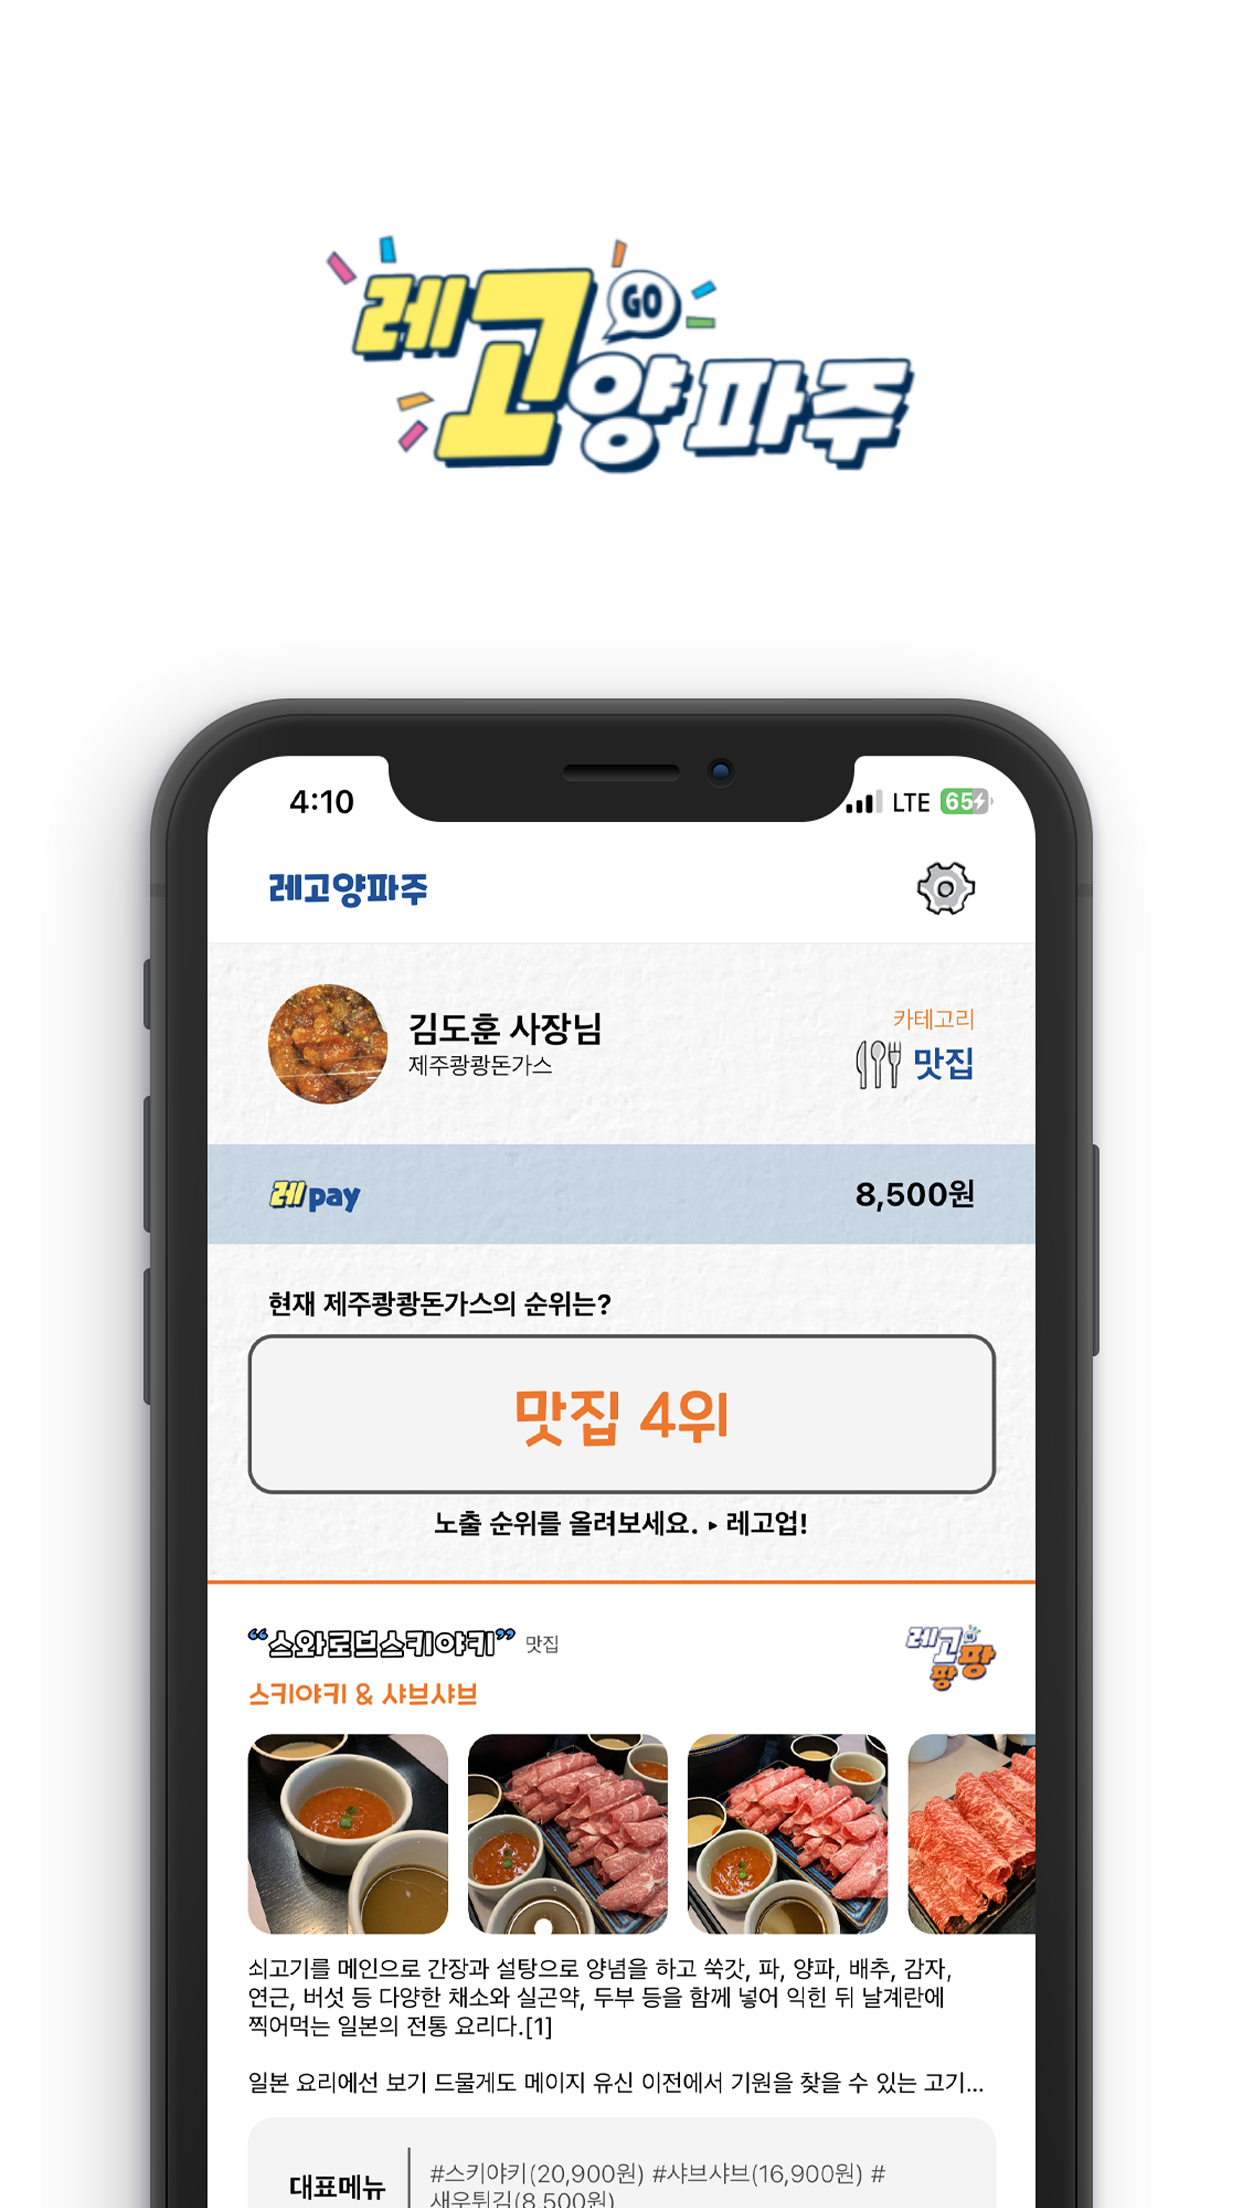 레고양파주
GO
4:10 LTE 65
레고양파주
김도훈 사장님
제주쾅쾅돈가스
카테고리
맛집
레pay 8,500원
현재 제주쾅쾅돈가스의 순위는?
맛집 4위
노출 순위를 올려보세요. ▸ 레고업!
“스와로브스키야키” 맛집
레고팡팡
스키야키 & 샤브샤브
쇠고기를 메인으로 간장과 설탕으로 양념을 하고 쑥갓, 파, 양파, 배추, 감자,
연근, 버섯 등 다양한 채소와 실곤약, 두부 등을 함께 넣어 익힌 뒤 날계란에
찍어먹는 일본의 전통 요리다.[1]
일본 요리에선 보기 드물게도 메이지 유신 이전에서 기원을 찾을 수 있는 고기...
대표메뉴
#스키야키(20,900원) #샤브샤브(16,900원) #
새우튀김(8,500원)